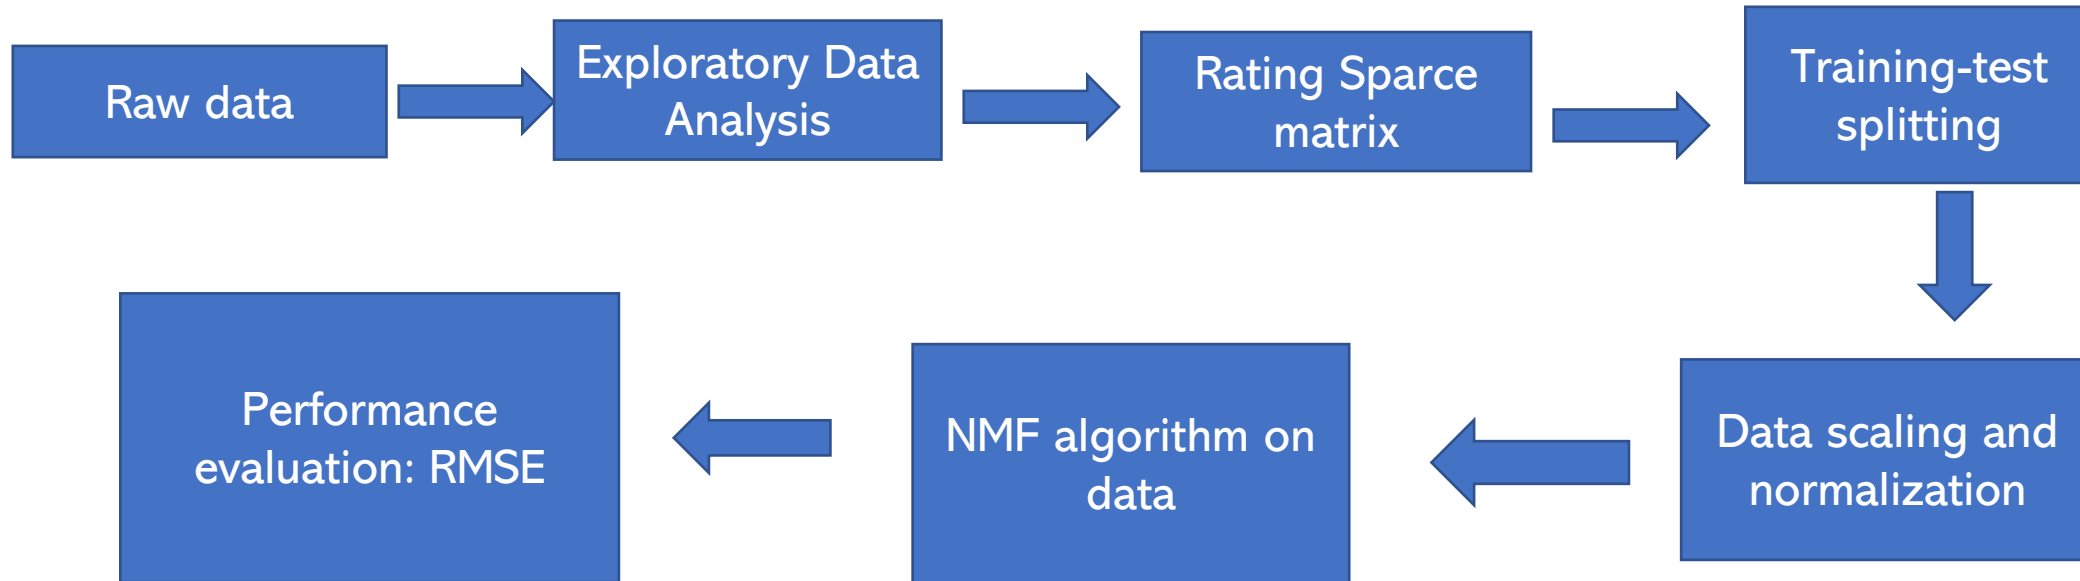 Raw data
Exploratory Data
Analysis
Rating Sparce
matrix
Training-test
splitting
Data scaling and
normalization
NMF algorithm on
data
Performance
evaluation: RMSE